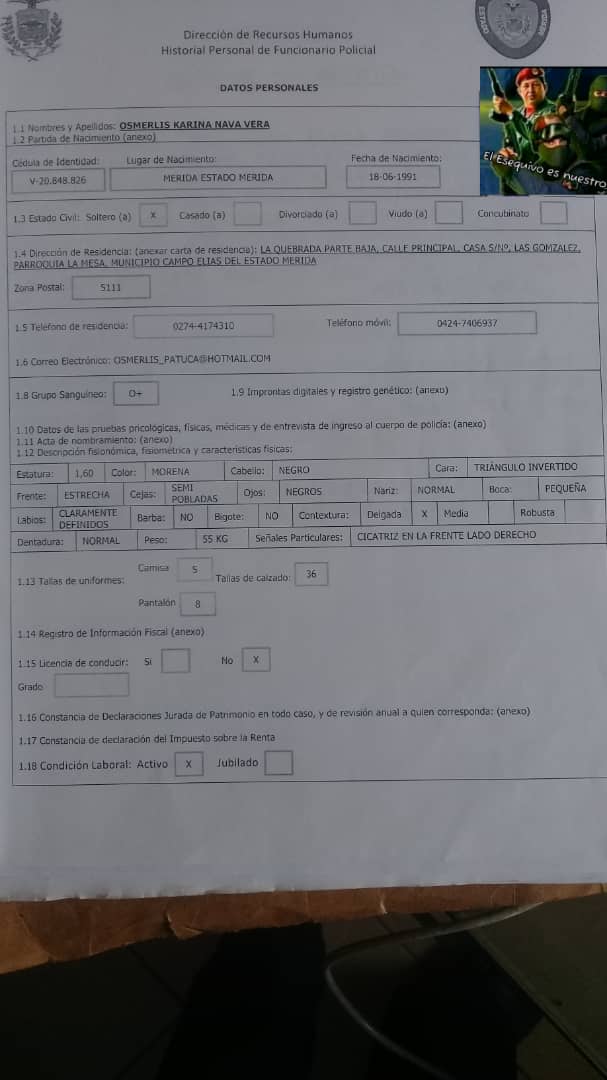 Dirección de Recursos Humanos
Historial Personal de Funcionario Policial
ESTADO MERIDA
DATOS PERSONALES
1.1 Nombres y Apellidos: OSMERLIS KARINA NAVA VERA
1.2 Partida de Nacimiento (anexo)
El Esequivo es nuestro
Cédula de Identidad: Lugar de Nacimiento: Fecha de Nacimiento:
V-20.848.826 MERIDA ESTADO MERIDA 18-06-1991
1.3 Estado Civil: Soltero (a) X Casado (a) Divorciado (a) Viudo (a) Concubinato
1.4 Dirección de Residencia: (anexar carta de residencia): LA QUEBRADA PARTE BAJA, CALLE PRINCIPAL, CASA S/Nº, LAS GOMZALEZ,
PARROQUIA LA MESA, MUNICIPIO CAMPO ELIAS DEL ESTADO MERIDA
Zona Postal: 5111
1.5 Teléfono de residencia: 0274-4174310 Teléfono móvil: 0424-7406937
1.6 Correo Electrónico: OSMERLIS_PATUCA@HOTMAIL.COM
1.8 Grupo Sanguíneo: O+ 1.9 Improntas digitales y registro genético: (anexo)
1.10 Datos de las pruebas psicológicas, físicas, médicas y de entrevista de ingreso al cuerpo de policía: (anexo)
1.11 Acta de nombramiento: (anexo)
1.12 Descripción fisionómica, fisiométrica y características físicas:
Estatura: 1,60 Color: MORENA Cabello: NEGRO Cara: TRIÁNGULO INVERTIDO
Frente: ESTRECHA Cejas: SEMI POBLADAS Ojos: NEGROS Nariz: NORMAL Boca: PEQUEÑA
Labios: CLARAMENTE DEFINIDOS Barba: NO Bigote: NO Contextura: Delgada X Media Robusta
Dentadura: NORMAL Peso: 55 KG Señales Particulares: CICATRIZ EN LA FRENTE LADO DERECHO
1.13 Tallas de uniformes: Camisa S Tallas de calzado: 36
Pantalón 8
1.14 Registro de Información Fiscal (anexo)
1.15 Licencia de conducir: Si No X
Grado
1.16 Constancia de Declaraciones Jurada de Patrimonio en todo caso, y de revisión anual a quien corresponda: (anexo)
1.17 Constancia de declaración del Impuesto sobre la Renta
1.18 Condición Laboral: Activo X Jubilado